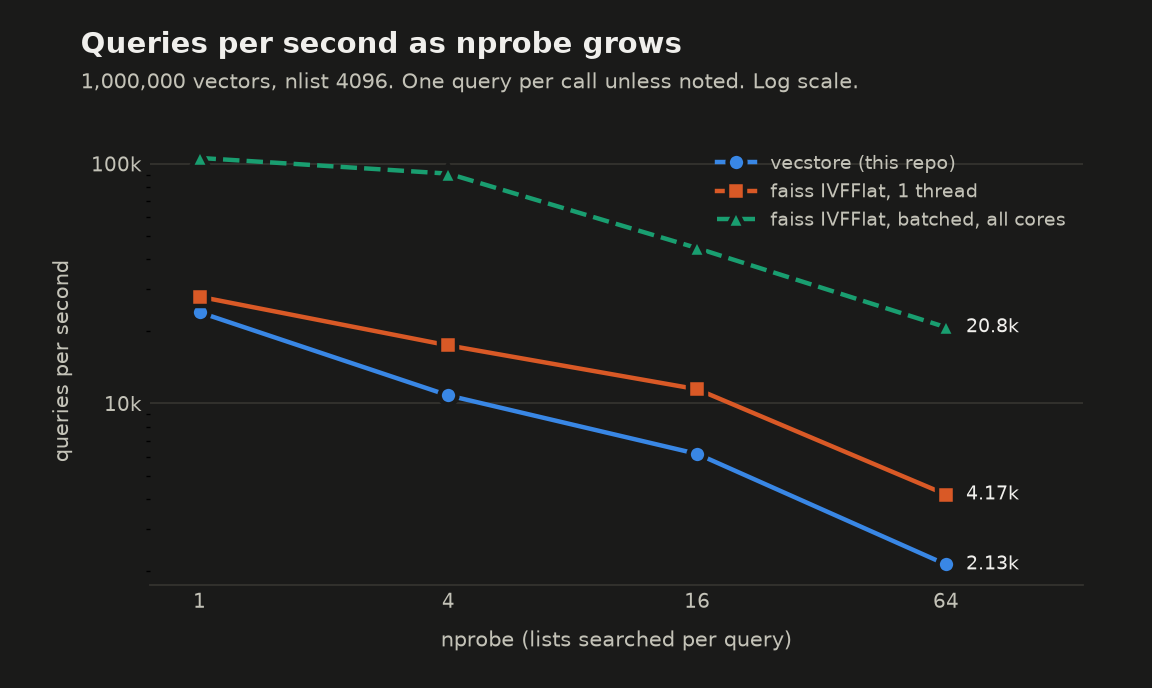 Queries per second as nprobe grows
1,000,000 vectors, nlist 4096. One query per call unless noted. Log scale.
100k
10k
queries per second
vecstore (this repo)
faiss IVFFlat, 1 thread
faiss IVFFlat, batched, all cores
20.8k
4.17k
2.13k
1
4
16
64
nprobe (lists searched per query)